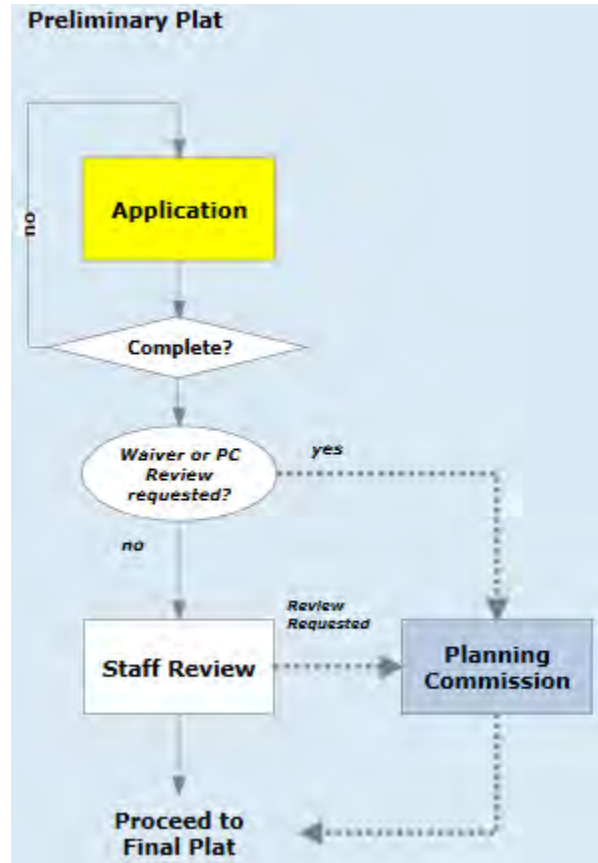 Preliminary Plat
Application
no
Complete?
Waiver or PC
Review
requested?
yes
no
Review
Requested
Staff Review
Planning
Commission
Proceed to
Final Plat